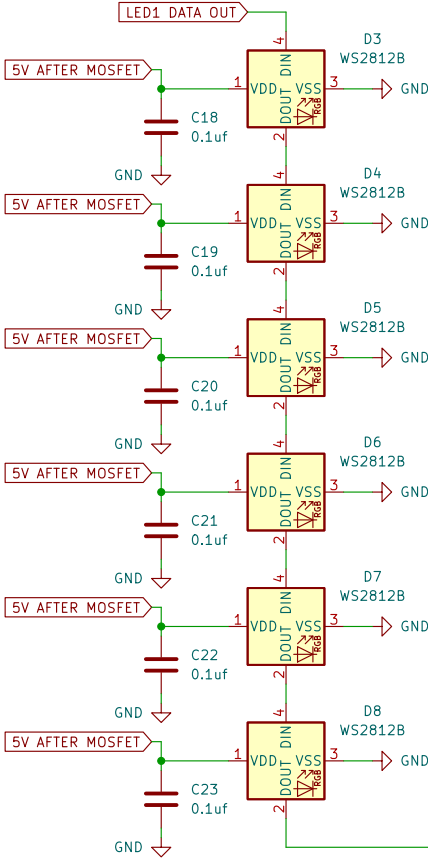 LED1 DATA OUT
D3
WS2812B
5V AFTER MOSFET
4
DIN
1
VDD
VSS
3
GND
DOUT
RGB
2
C18
0.1uf
GND
D4
WS2812B
5V AFTER MOSFET
4
DIN
1
VDD
VSS
3
GND
DOUT
RGB
2
C19
0.1uf
GND
D5
WS2812B
5V AFTER MOSFET
4
DIN
1
VDD
VSS
3
GND
DOUT
RGB
2
C20
0.1uf
GND
D6
WS2812B
5V AFTER MOSFET
4
DIN
1
VDD
VSS
3
GND
DOUT
RGB
2
C21
0.1uf
GND
D7
WS2812B
5V AFTER MOSFET
4
DIN
1
VDD
VSS
3
GND
DOUT
RGB
2
C22
0.1uf
GND
D8
WS2812B
5V AFTER MOSFET
4
DIN
1
VDD
VSS
3
GND
DOUT
RGB
2
C23
0.1uf
GND